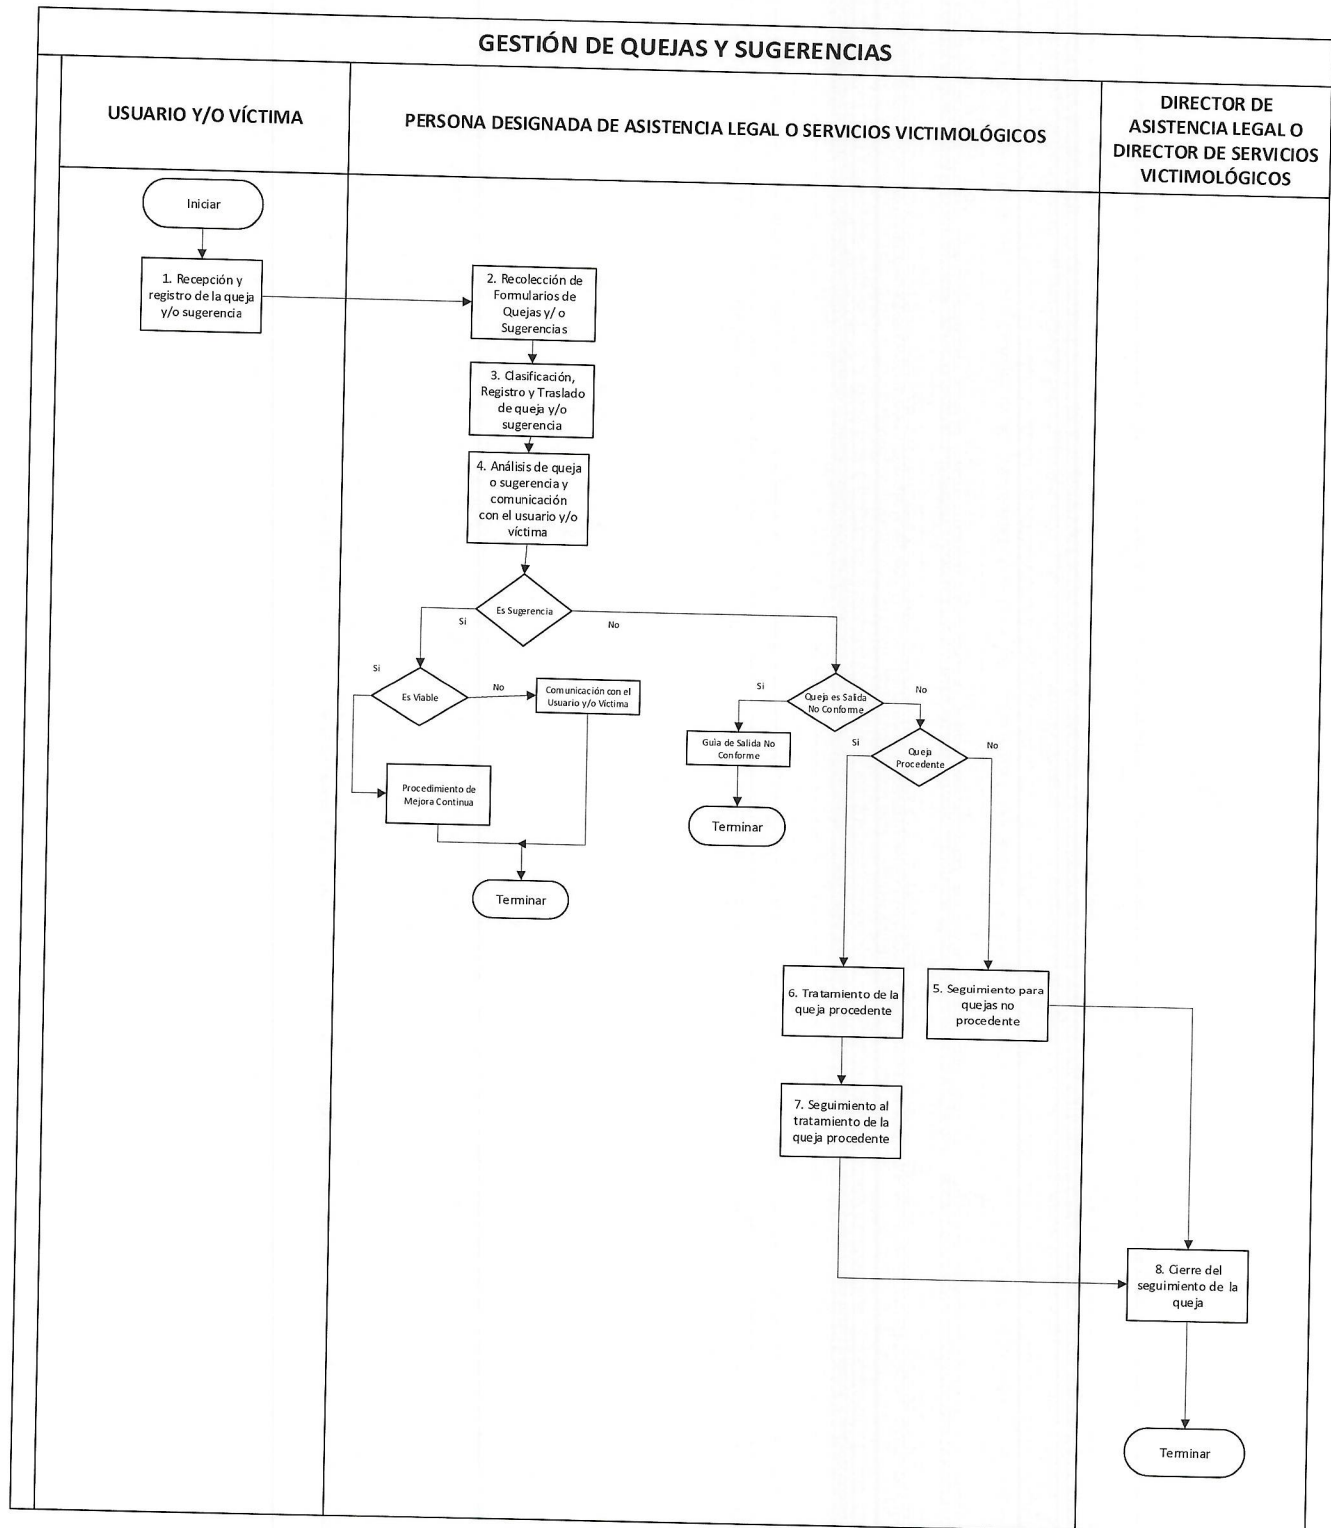 GESTIÓN DE QUEJAS Y SUGERENCIAS
USUARIO Y/O VÍCTIMA
PERSONA DESIGNADA DE ASISTENCIA LEGAL O SERVICIOS VICTIMOLÓGICOS
DIRECTOR DE
ASISTENCIA LEGAL O
DIRECTOR DE SERVICIOS
VICTIMOLÓGICOS
Iniciar
1. Recepción y
registro de la queja
y/o sugerencia
2. Recolección de
Formularios de
Quejas y/ o
Sugerencias
3. Clasificación,
Registro y Traslado
de queja y/o
sugerencia
4. Análisis de queja
o sugerencia y
comunicación
con el usuario y/o
víctima
Es Sugerencia
Si
No
Si
Es Viable
No
Comunicación con el
Usuario y/o Víctima
Procedimiento de
Mejora Continua
Terminar
Si
Queja es Salida
No Conforme
No
Guia de Salida No
Conforme
Terminar
Si
Queja
Procedente
No
6. Tratamiento de la
queja procedente
5. Seguimiento para
quejas no
procedente
7. Seguimiento al
tratamiento de la
queja procedente
8. Cierre del
seguimiento de la
queja
Terminar